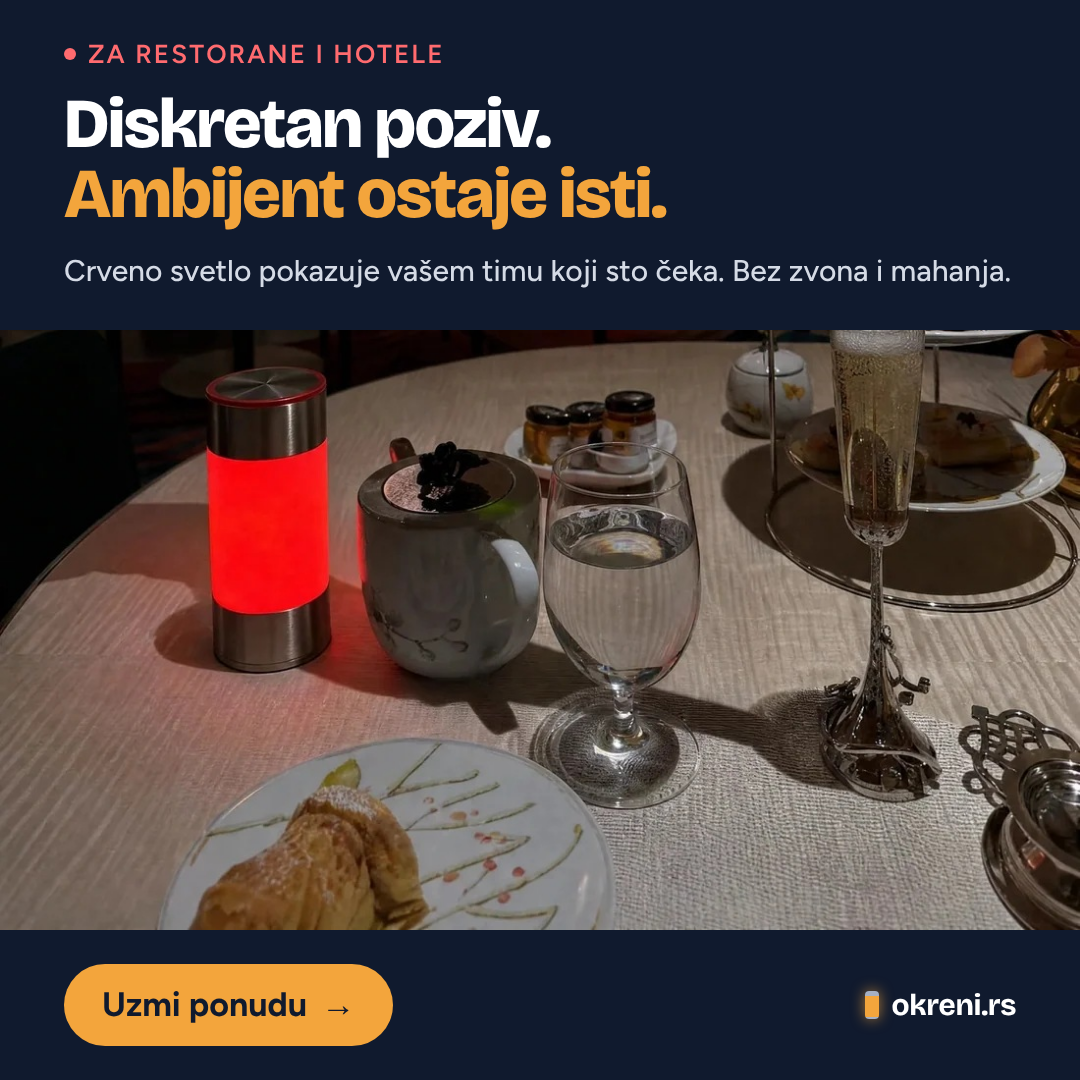 ZA RESTORANE I HOTELE
Diskretan poziv.
Ambijent ostaje isti.
Crveno svetlo pokazuje vašem timu koji sto čeka. Bez zvona i mahanja.
Uzmi ponudu →
okreni.rs